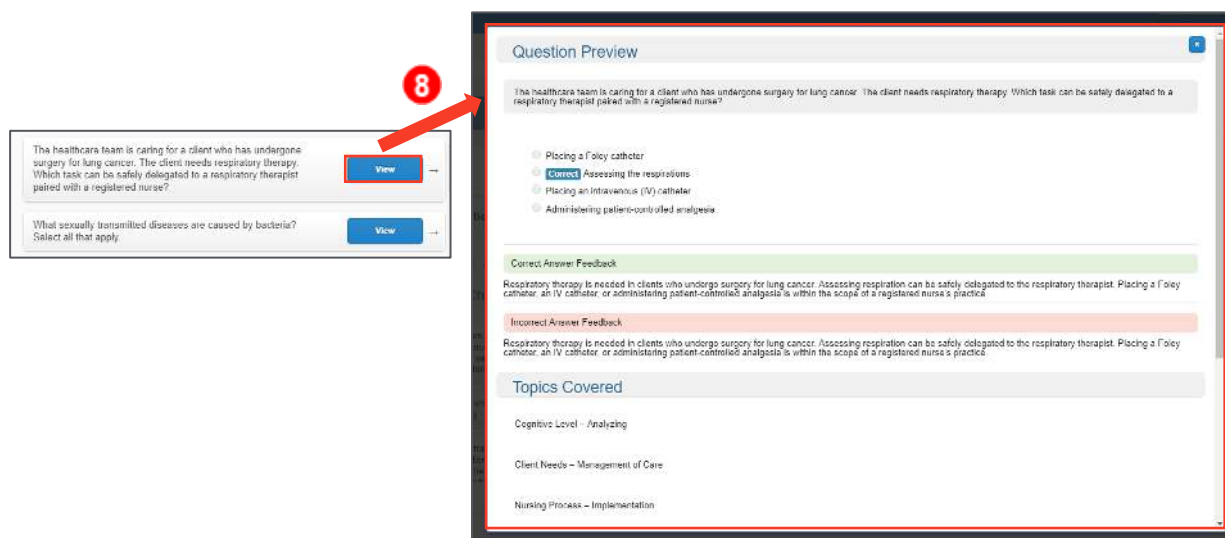 8
The healthcare team is caring for a client who has undergone
surgery for lung cancer. The client needs respiratory therapy.
Which task can be safely delegated to a respiratory therapist
paired with a registered nurse?
View →
What sexually transmitted diseases are caused by bacteria?
Select all that apply.
View →
Question Preview
x
The healthcare team is caring for a client who has undergone surgery for lung cancer. The client needs respiratory therapy. Which task can be safely delegated to a
respiratory therapist paired with a registered nurse?
Placing a Foley catheter
Correct Assessing the respirations
Placing an intravenous (IV) catheter
Administering patient-controlled analgesia
Correct Answer Feedback
Respiratory therapy is needed in clients who undergo surgery for lung cancer. Assessing respiration can be safely delegated to the respiratory therapist. Placing a Foley
catheter, an IV catheter, or administering patient-controlled analgesia is within the scope of a registered nurse's practice.
Incorrect Answer Feedback
Respiratory therapy is needed in clients who undergo surgery for lung cancer. Assessing respiration can be safely delegated to the respiratory therapist. Placing a Foley
catheter, an IV catheter, or administering patient-controlled analgesia is within the scope of a registered nurse's practice.
Topics Covered
Cognitive Level – Analyzing
Client Needs – Management of Care
Nursing Process – Implementation